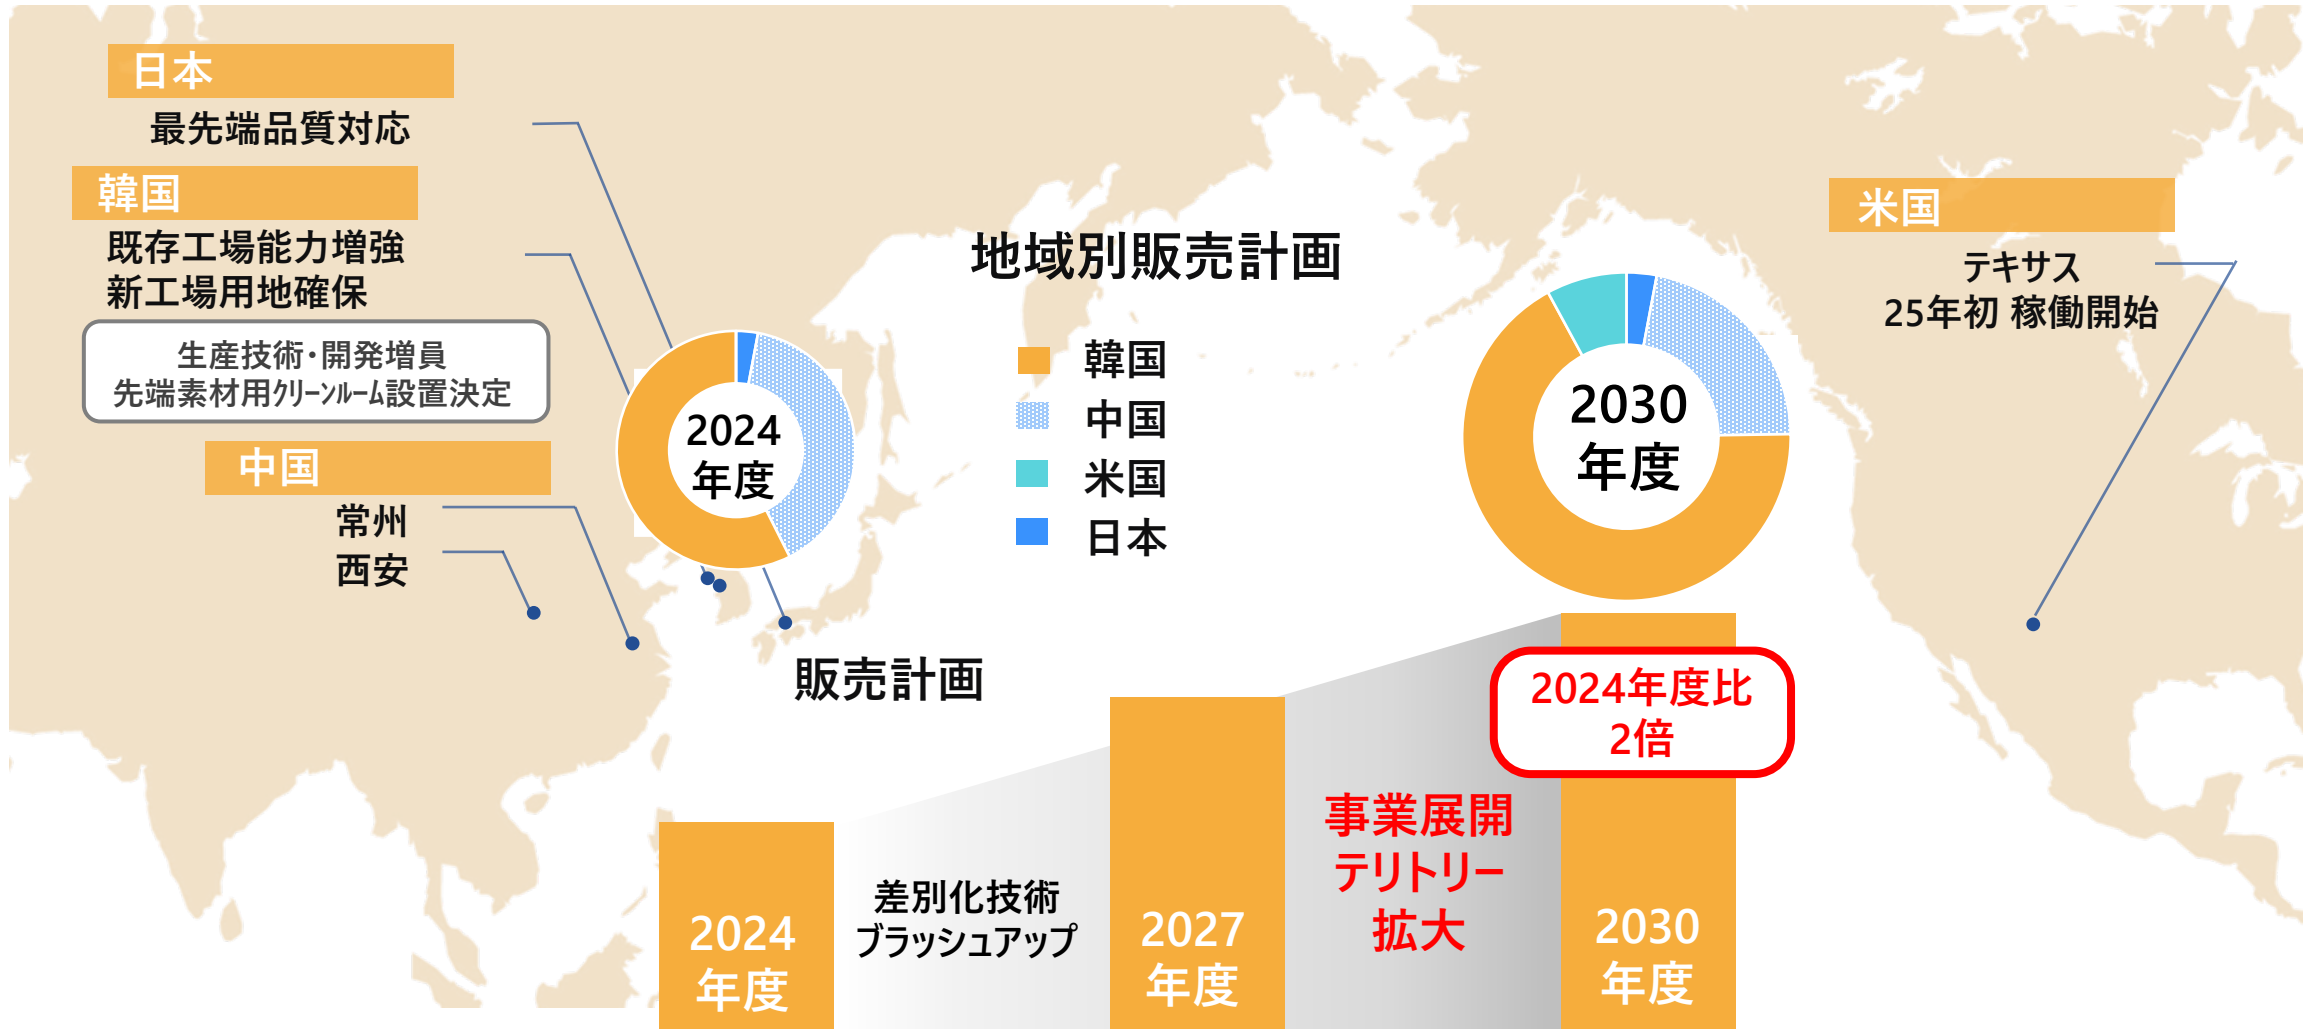 日本
最先端品質対応
韓国
既存工場能力増強
新工場用地確保
生産技術・開発増員
先端素材用ｸﾘｰﾝﾙｰﾑ設置決定
中国
常州
西安
地域別販売計画
韓国
中国
米国
日本
2024
年度
2030
年度
米国
テキサス
25年初 稼働開始
販売計画
2024
年度
差別化技術
ブラッシュアップ
2027
年度
事業展開
テリトリー
拡大
2024年度比
2倍
2030
年度